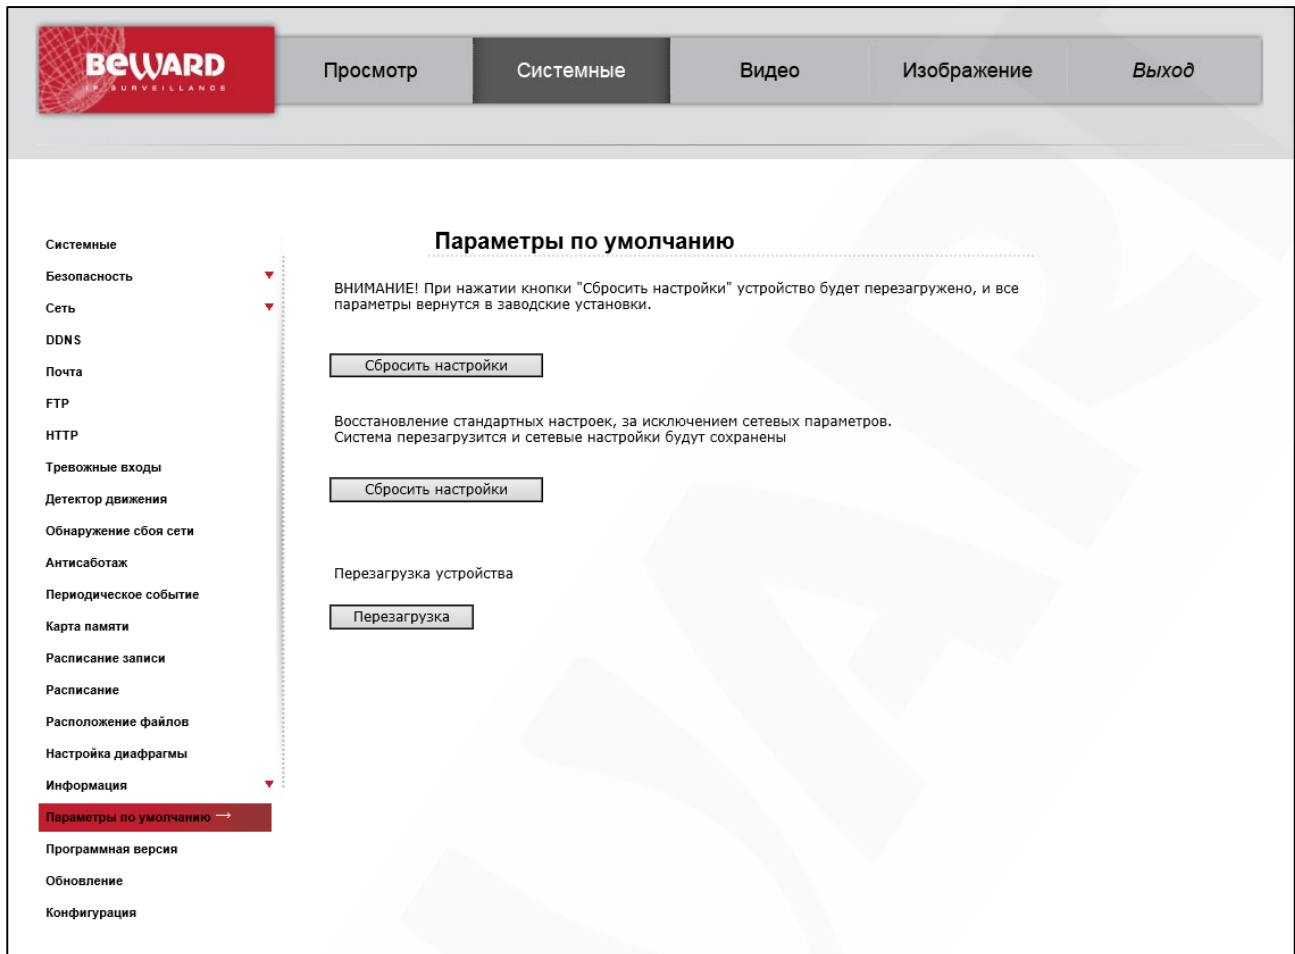 BEWARD
IP SURVEILLANCE
Просмотр
Системные
Видео
Изображение
Выход
Системные
Безопасность
Сеть
DDNS
Почта
FTP
HTTP
Тревожные входы
Детектор движения
Обнаружение сбоя сети
Антисаботаж
Периодическое событие
Карта памяти
Расписание записи
Расписание
Расположение файлов
Настройка диафрагмы
Информация
Параметры по умолчанию →
Программная версия
Обновление
Конфигурация
Параметры по умолчанию
ВНИМАНИЕ! При нажатии кнопки "Сбросить настройки" устройство будет перезагружено, и все
параметры вернутся в заводские установки.
Сбросить настройки
Восстановление стандартных настроек, за исключением сетевых параметров.
Система перезагрузится и сетевые настройки будут сохранены
Сбросить настройки
Перезагрузка устройства
Перезагрузка